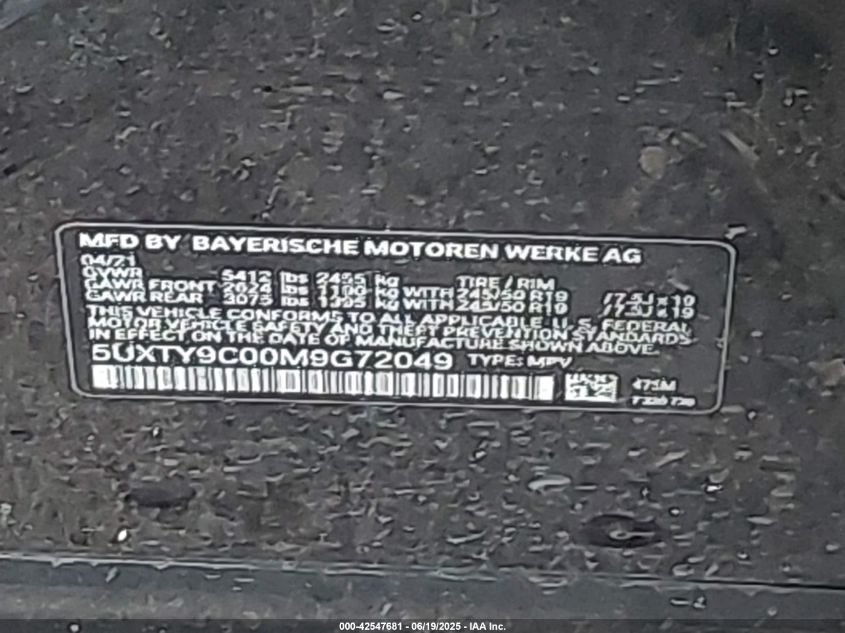 MFD BY BAYERISCHE MOTOREN WERKE AG
04/21
GVWR 5412 lbs 2455 kg TIRE / RIM
GAWR FRONT 2624 lbs 1190 kg WITH 245/50 R19 / 7.5J x 19
GAWR REAR 3075 lbs 1395 kg WITH 245/50 R19 / 7.5J x 19
THIS VEHICLE CONFORMS TO ALL APPLICABLE U.S. FEDERAL
MOTOR VEHICLE SAFETY AND THEFT PREVENTION STANDARDS
IN EFFECT ON THE DATE OF MANUFACTURE SHOWN ABOVE.
5UXTY9C00M9G72049 TYPE: MPV
475M
000-42547681 - 06/19/2025 - IAA Inc.